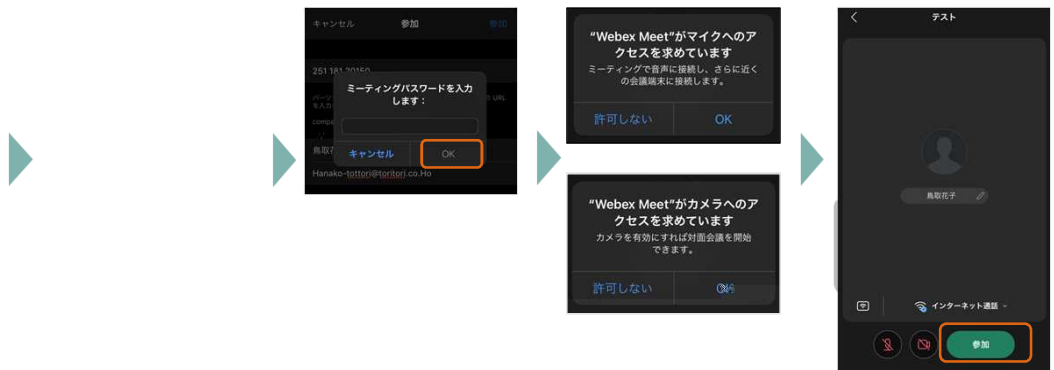 キャンセル
参加
参加
251 181 20150
URL
ミーティングパスワードを入力
します：
キャンセル
OK
Hanako-tottori@toritori.co.Ho
“Webex Meet”がマイクへのア
クセスを求めています
ミーティングで音声に接続し、さらに近く
の会議端末に接続します。
許可しない
OK
“Webex Meet”がカメラへのア
クセスを求めています
カメラを有効にすれば対面会議を開始
できます。
許可しない
OK
テスト
鳥取花子
インターネット通話
参加